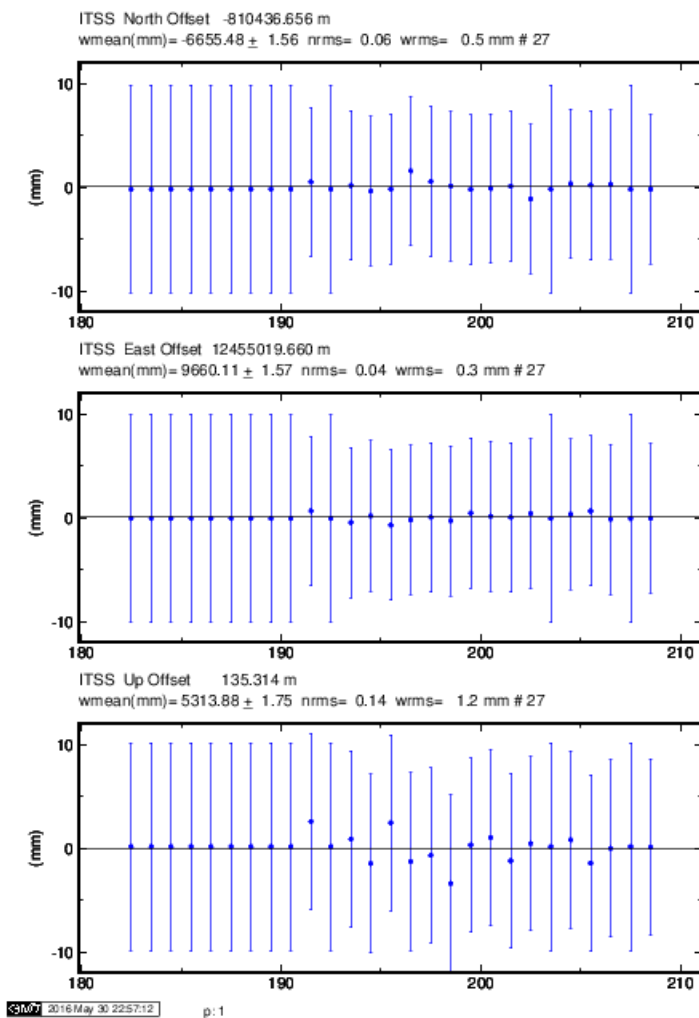 ITSS North Offset -810436.656 m
wmean(mm)= -6655.48 ± 1.56 nrms= 0.06 wrms= 0.5 mm # 27
10
0
-10
(mm)
180 190 200 210
ITSS East Offset 12455019.660 m
wmean(mm)= 9660.11 ± 1.57 nrms= 0.04 wrms= 0.3 mm # 27
10
0
-10
(mm)
180 190 200 210
ITSS Up Offset 135.314 m
wmean(mm)= 5313.88 ± 1.75 nrms= 0.14 wrms= 1.2 mm # 27
10
0
-10
(mm)
180 190 200 210
GMT 2016 May 30 22:57:12 p: 1